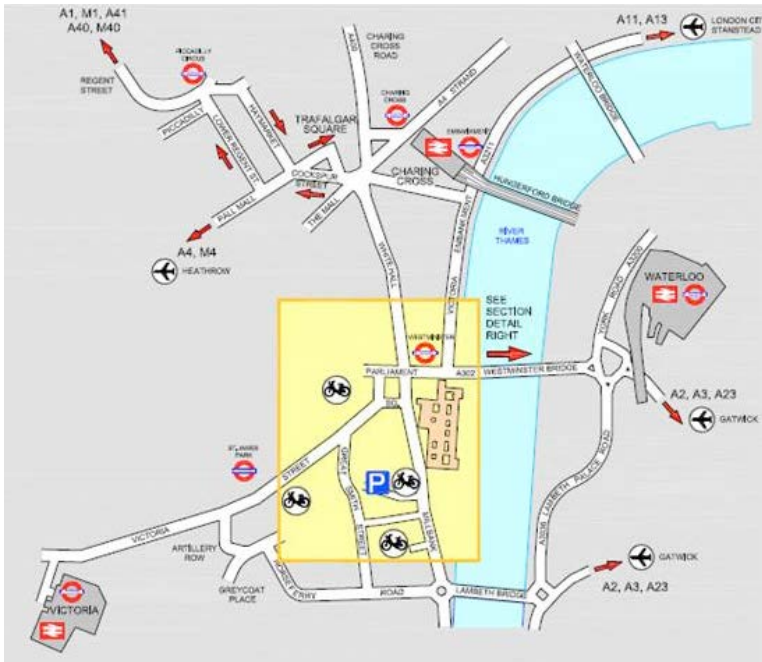 A1, M1, A41
A40, M40
REGENT
STREET
PICCADILLY
CIRCUS
PICCADILLY
LOWER REGENT ST.
HAYMARKET
PALL MALL
A4, M4
HEATHROW
TRAFALGAR
SQUARE
COCKSPUR
STREET
THE MALL
A400
CHARING
CROSS
ROAD
CHARING
CROSS
A4 STRAND
EMBANKMENT
CHARING
CROSS
A3211
HUNGERFORD BRIDGE
WATERLOO BRIDGE
A11, A13
LONDON CIT
STANSTEAD
RIVER
THAMES
WHITEHALL
VICTORIA
EMBANKMENT
SEE
SECTION
DETAIL
RIGHT
WATERLOO
YORK ROAD A3200
WESTMINSTER
PARLIAMENT
SQ.
A302
WESTMINSTER BRIDGE
A2, A3, A23
GATWICK
ST. JAMES
PARK
VICTORIA
STREET
GREAT
SMITH
STREET
P
MILLBANK
A3036 LAMBETH PALACE ROAD
ARTILLERY
ROW
GREYCOAT
PLACE
HORSEFERRY
ROAD
LAMBETH BRIDGE
GATWICK
A2, A3, A23
VICTORIA